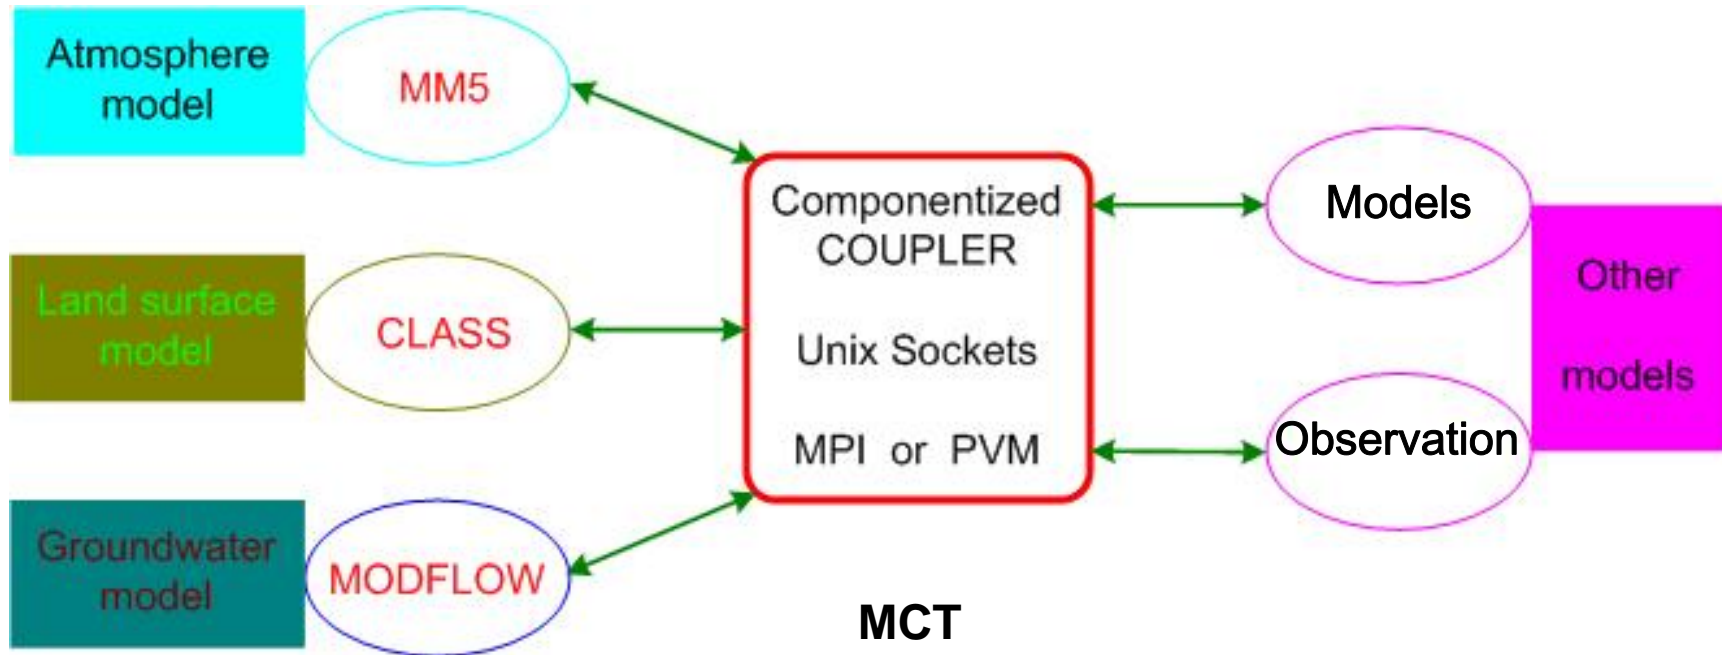 Atmosphere
model
MM5
Land surface
model
CLASS
Groundwater
model
MODFLOW
Componentized
COUPLER
Unix Sockets
MPI or PVM
MCT
Models
Observation
Other
models